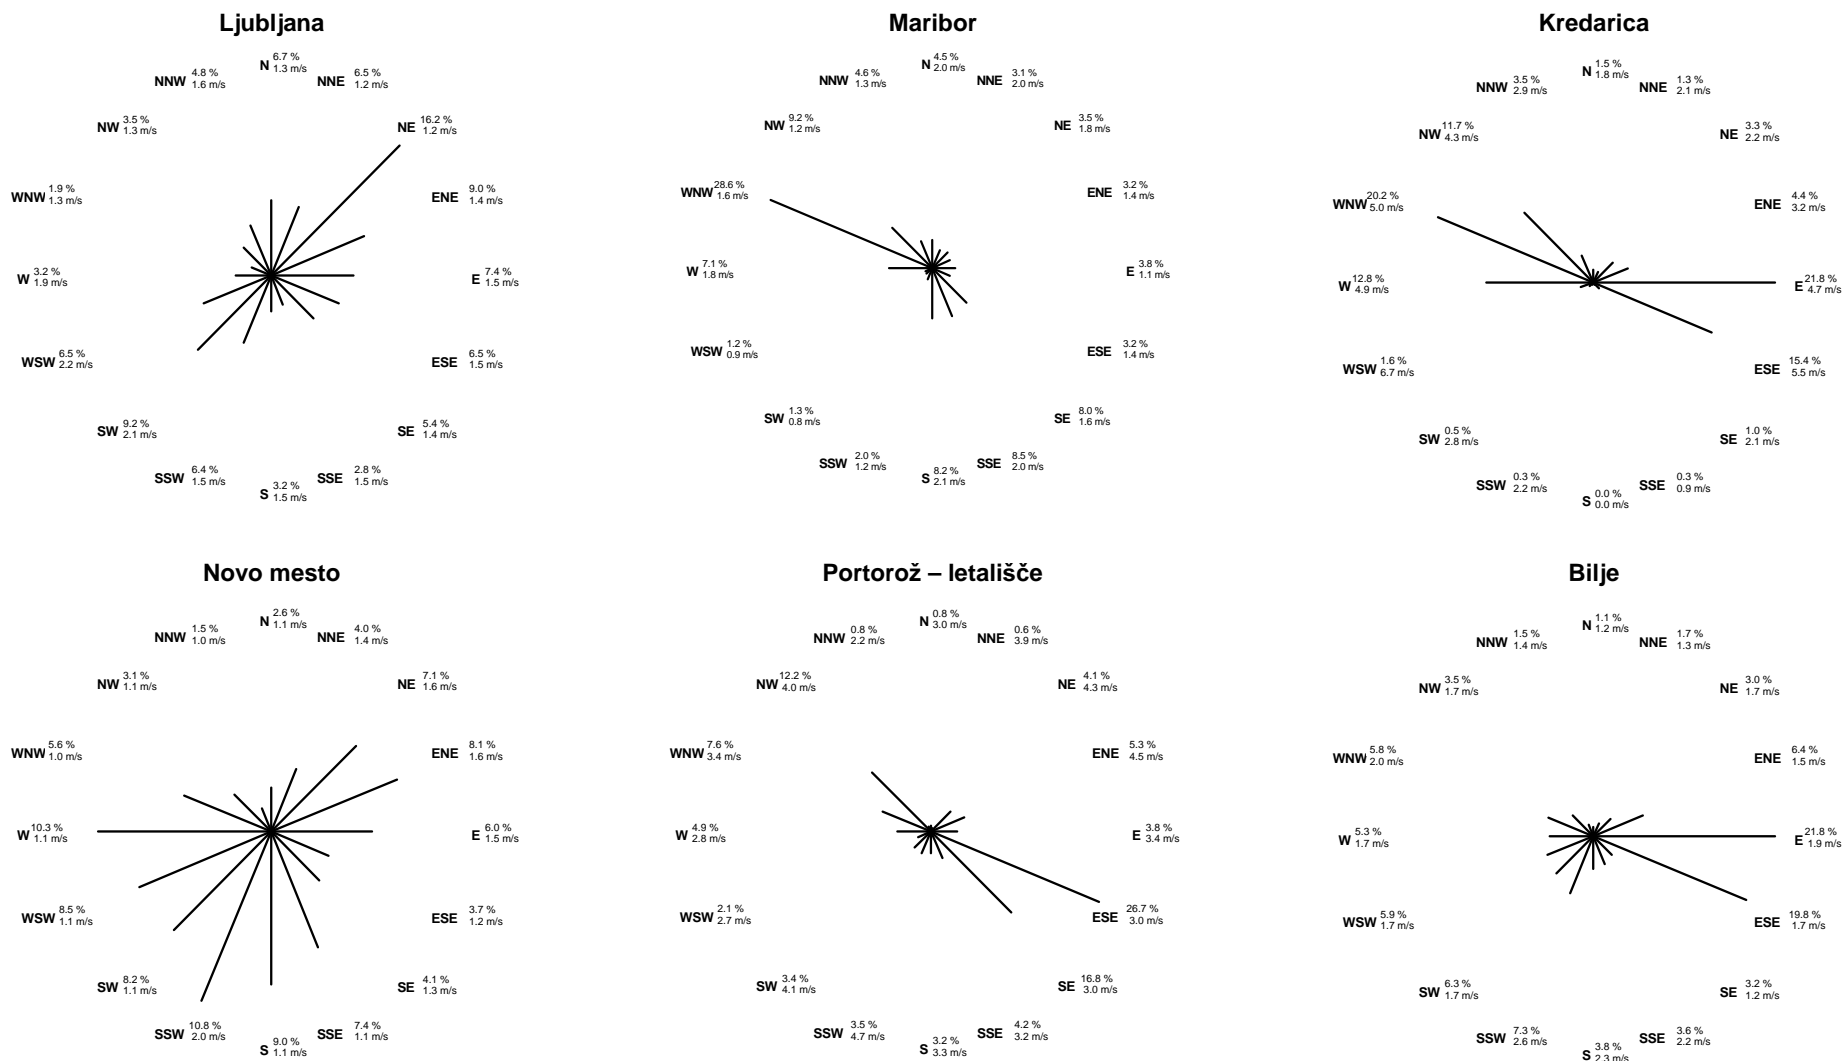 Ljubljana
N 6.7 %
1.3 m/s
NNE 6.5 %
1.2 m/s
NE 16.2 %
1.2 m/s
ENE 9.0 %
1.4 m/s
E 7.4 %
1.5 m/s
ESE 6.5 %
1.5 m/s
SE 5.4 %
1.4 m/s
SSE 2.8 %
1.5 m/s
S 3.2 %
1.5 m/s
SSW 6.4 %
1.5 m/s
SW 9.2 %
2.1 m/s
WSW 6.5 %
2.2 m/s
W 3.2 %
1.9 m/s
WNW 1.9 %
1.3 m/s
NW 3.5 %
1.3 m/s
NNW 4.8 %
1.6 m/s
Maribor
N 4.5 %
2.0 m/s
NNE 3.1 %
2.0 m/s
NE 3.5 %
1.8 m/s
ENE 3.2 %
1.4 m/s
E 3.8 %
1.1 m/s
ESE 3.2 %
1.4 m/s
SE 8.0 %
1.6 m/s
SSE 8.5 %
2.0 m/s
S 8.2 %
2.1 m/s
SSW 2.0 %
1.2 m/s
SW 1.3 %
0.8 m/s
WSW 1.2 %
0.9 m/s
W 7.1 %
1.8 m/s
WNW 28.6 %
1.6 m/s
NW 9.2 %
1.2 m/s
NNW 4.6 %
1.3 m/s
Kredarica
N 1.5 %
1.8 m/s
NNE 1.3 %
2.1 m/s
NE 3.3 %
2.2 m/s
ENE 4.4 %
3.2 m/s
E 21.8 %
4.7 m/s
ESE 15.4 %
5.5 m/s
SE 1.0 %
2.1 m/s
SSE 0.3 %
0.9 m/s
S 0.0 %
0.0 m/s
SSW 0.3 %
2.2 m/s
SW 0.5 %
2.8 m/s
WSW 1.6 %
6.7 m/s
W 12.8 %
4.9 m/s
WNW 20.2 %
5.0 m/s
NW 11.7 %
4.3 m/s
NNW 3.5 %
2.9 m/s
Novo mesto
N 2.6 %
1.1 m/s
NNE 4.0 %
1.4 m/s
NE 7.1 %
1.6 m/s
ENE 8.1 %
1.6 m/s
E 6.0 %
1.5 m/s
ESE 3.7 %
1.2 m/s
SE 4.1 %
1.3 m/s
SSE 7.4 %
1.1 m/s
S 9.0 %
1.1 m/s
SSW 10.8 %
2.0 m/s
SW 8.2 %
1.1 m/s
WSW 8.5 %
1.1 m/s
W 10.3 %
1.1 m/s
WNW 5.6 %
1.0 m/s
NW 3.1 %
1.1 m/s
NNW 1.5 %
1.0 m/s
Portorož – letališče
N 0.8 %
3.0 m/s
NNE 0.6 %
3.9 m/s
NE 4.1 %
4.3 m/s
ENE 5.3 %
4.5 m/s
E 3.8 %
3.4 m/s
ESE 26.7 %
3.0 m/s
SE 16.8 %
3.0 m/s
SSE 4.2 %
3.2 m/s
S 3.2 %
3.3 m/s
SSW 3.5 %
4.7 m/s
SW 3.4 %
4.1 m/s
WSW 2.1 %
2.7 m/s
W 4.9 %
2.8 m/s
WNW 7.6 %
3.4 m/s
NW 12.2 %
4.0 m/s
NNW 0.8 %
2.2 m/s
Bilje
N 1.1 %
1.2 m/s
NNE 1.7 %
1.3 m/s
NE 3.0 %
1.7 m/s
ENE 6.4 %
1.5 m/s
E 21.8 %
1.9 m/s
ESE 19.8 %
1.7 m/s
SE 3.2 %
1.2 m/s
SSE 3.6 %
2.2 m/s
S 3.8 %
2.3 m/s
SSW 7.3 %
2.6 m/s
SW 6.3 %
1.7 m/s
WSW 5.9 %
1.7 m/s
W 5.3 %
1.7 m/s
WNW 5.8 %
2.0 m/s
NW 3.5 %
1.7 m/s
NNW 1.5 %
1.4 m/s